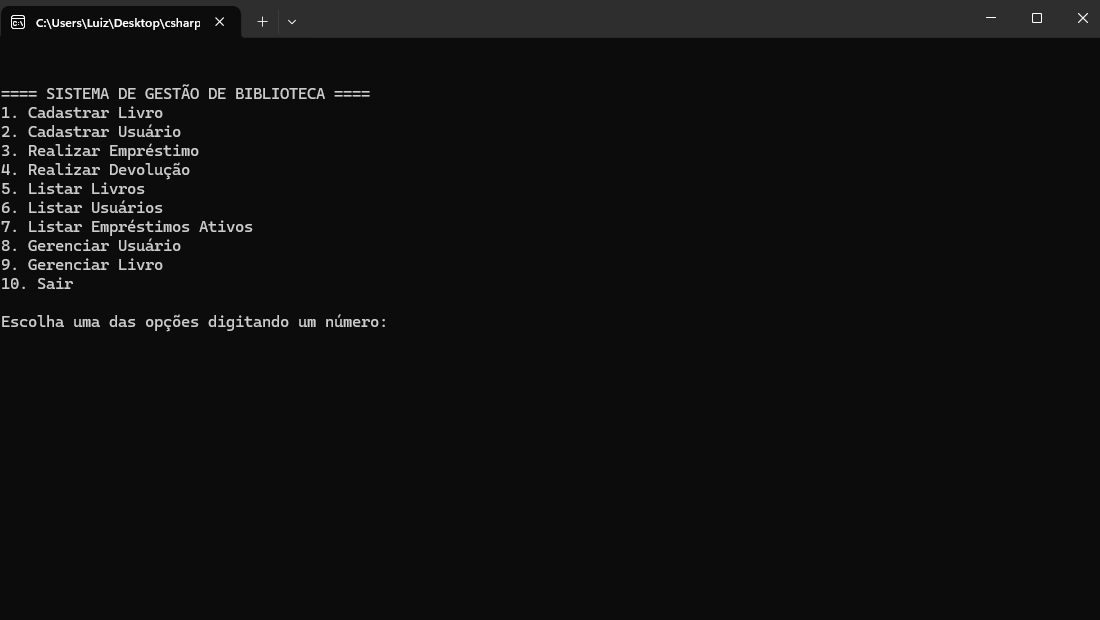 C:\Users\Luiz\Desktop\csharp
==== SISTEMA DE GESTÃO DE BIBLIOTECA ====
1. Cadastrar Livro
2. Cadastrar Usuário
3. Realizar Empréstimo
4. Realizar Devolução
5. Listar Livros
6. Listar Usuários
7. Listar Empréstimos Ativos
8. Gerenciar Usuário
9. Gerenciar Livro
10. Sair
Escolha uma das opções digitando um número: